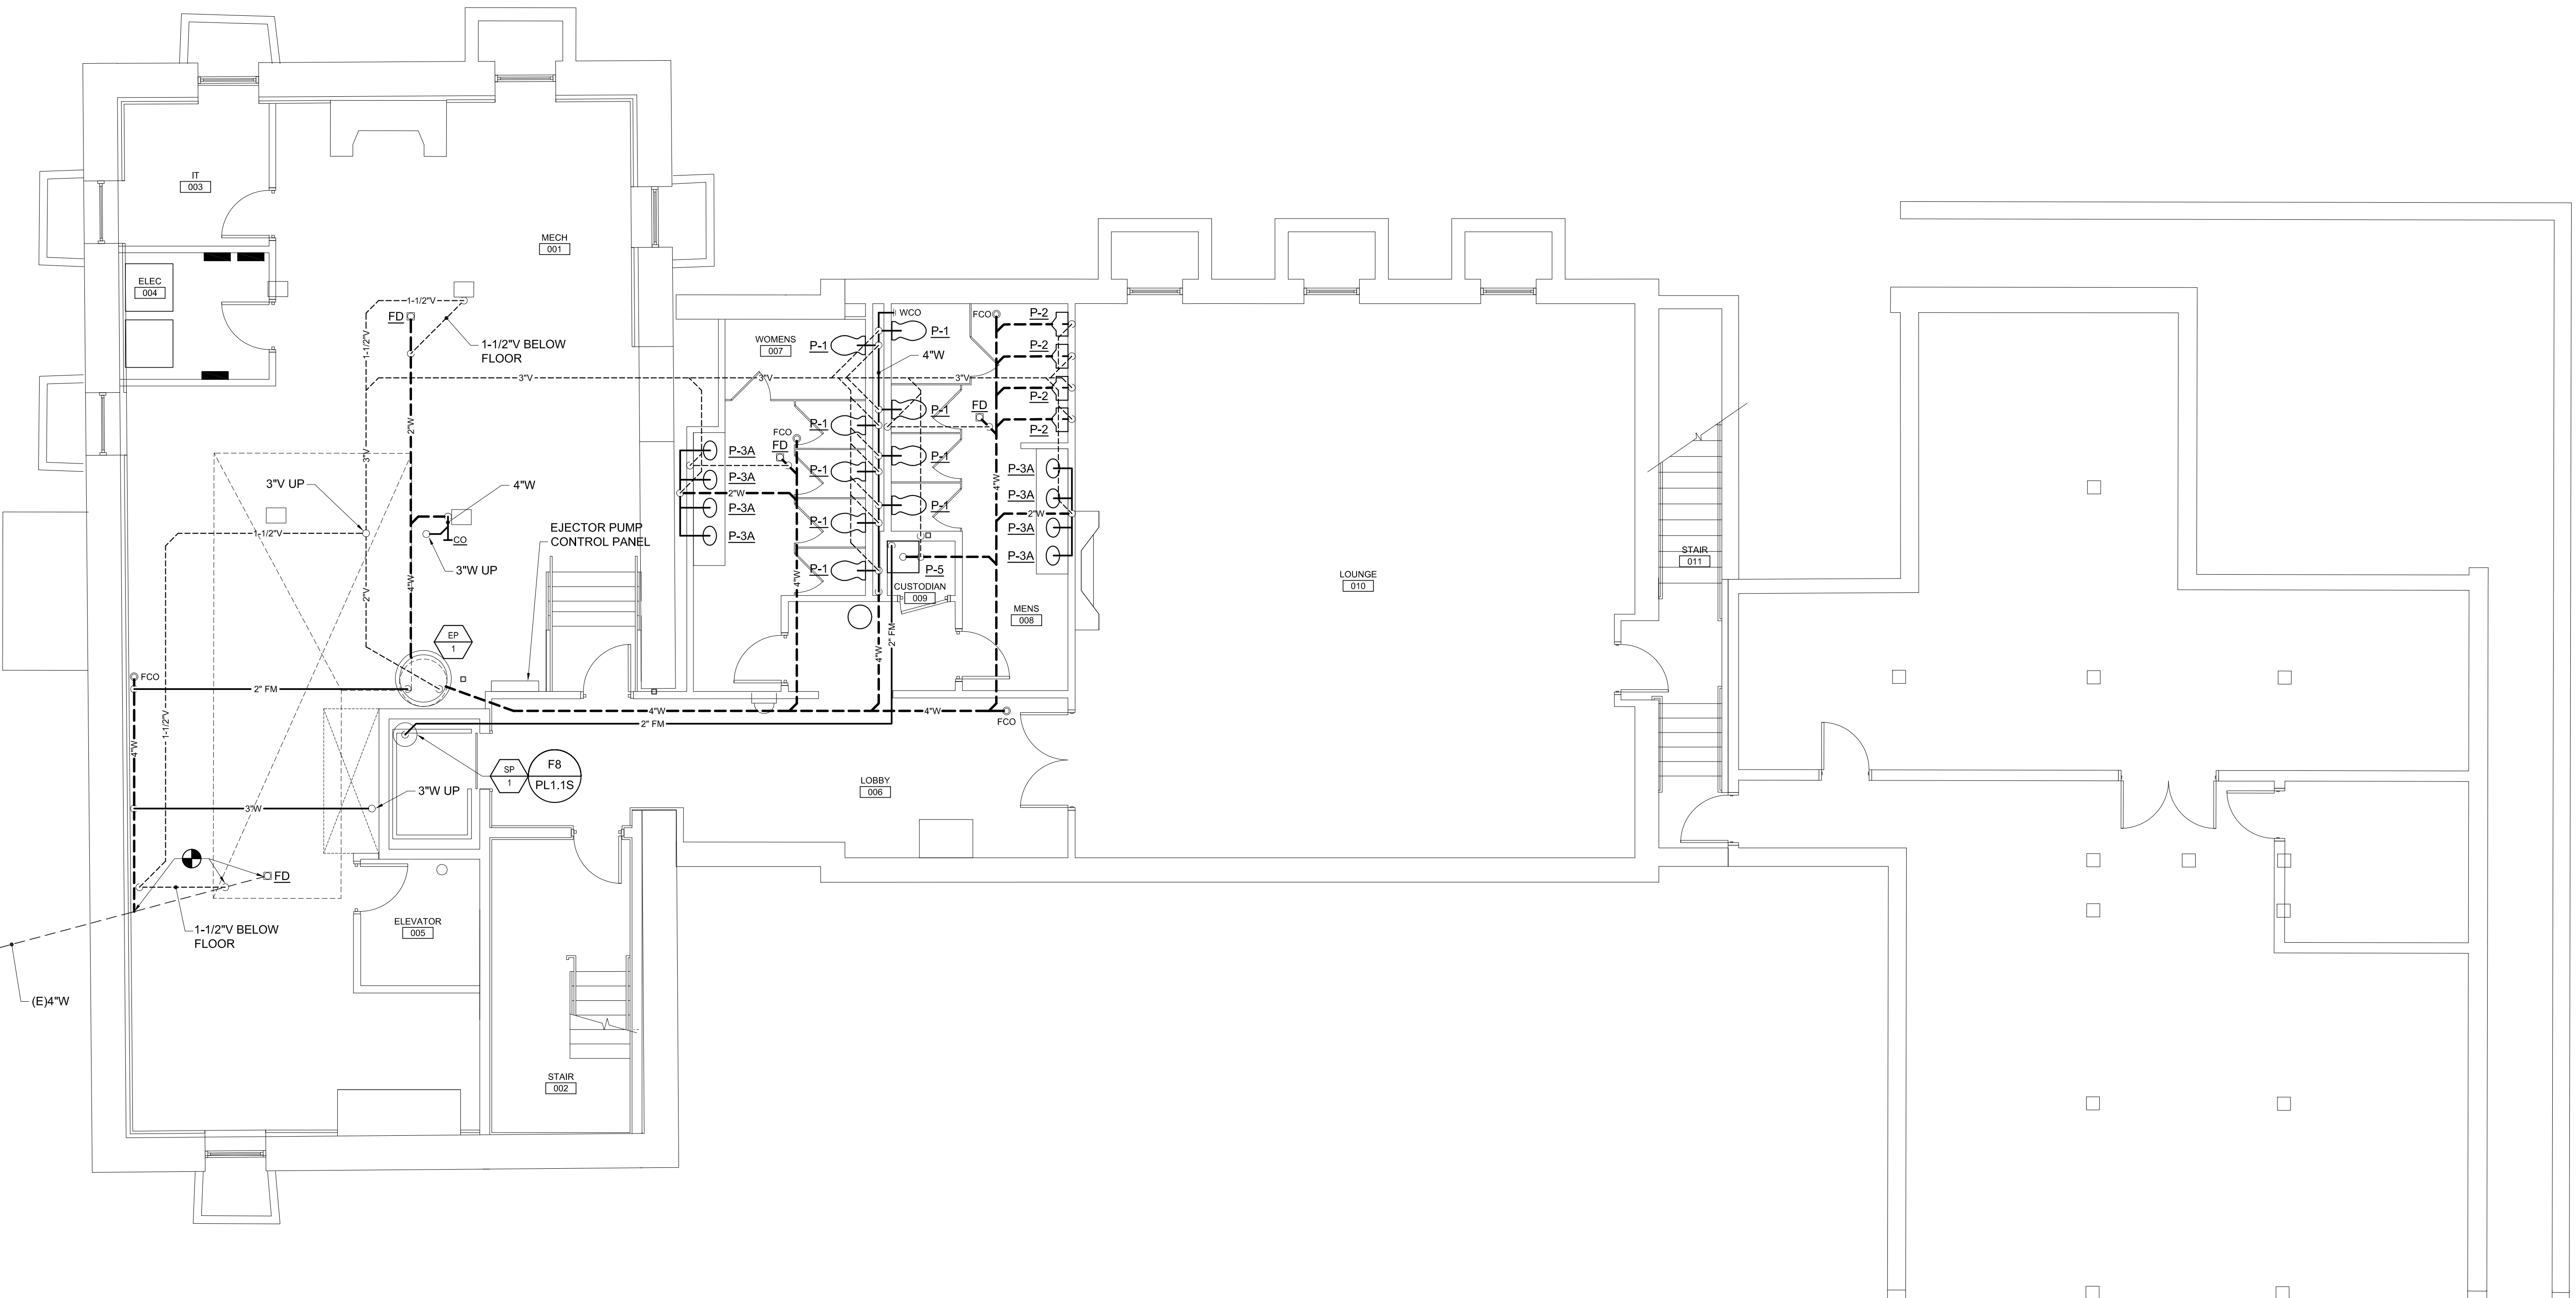 IT
003
MECH
001
ELEC
004
1-1/2"V
FD
1-1/2"V BELOW
FLOOR
1-1/2"V
3"V
2"W
3"V
3"V UP
4"W
1-1/2"V
CO
3"W UP
4"W
2"V
EJECTOR PUMP
CONTROL PANEL
EP
1
FCO
2" FM
1-1/2"V
4"W
3"W
3"W UP
SP
1
F8
PL1.1S
FD
1-1/2"V BELOW
FLOOR
(E)4"W
ELEVATOR
005
STAIR
002
WOMENS
007
P-1
P-1
P-1
P-1
P-1
3"V
FCO
FD
P-3A
P-3A
P-3A
P-3A
2"W
4"W
WCO
P-1
4"W
P-1
P-1
P-1
3"V
FCO
P-2
P-2
P-2
P-2
FD
4"W
P-3A
P-3A
P-3A
P-3A
2"W
P-5
CUSTODIAN
009
MENS
008
2" FM
4"W
4"W
4"W
FCO
2" FM
LOBBY
006
LOUNGE
010
STAIR
011